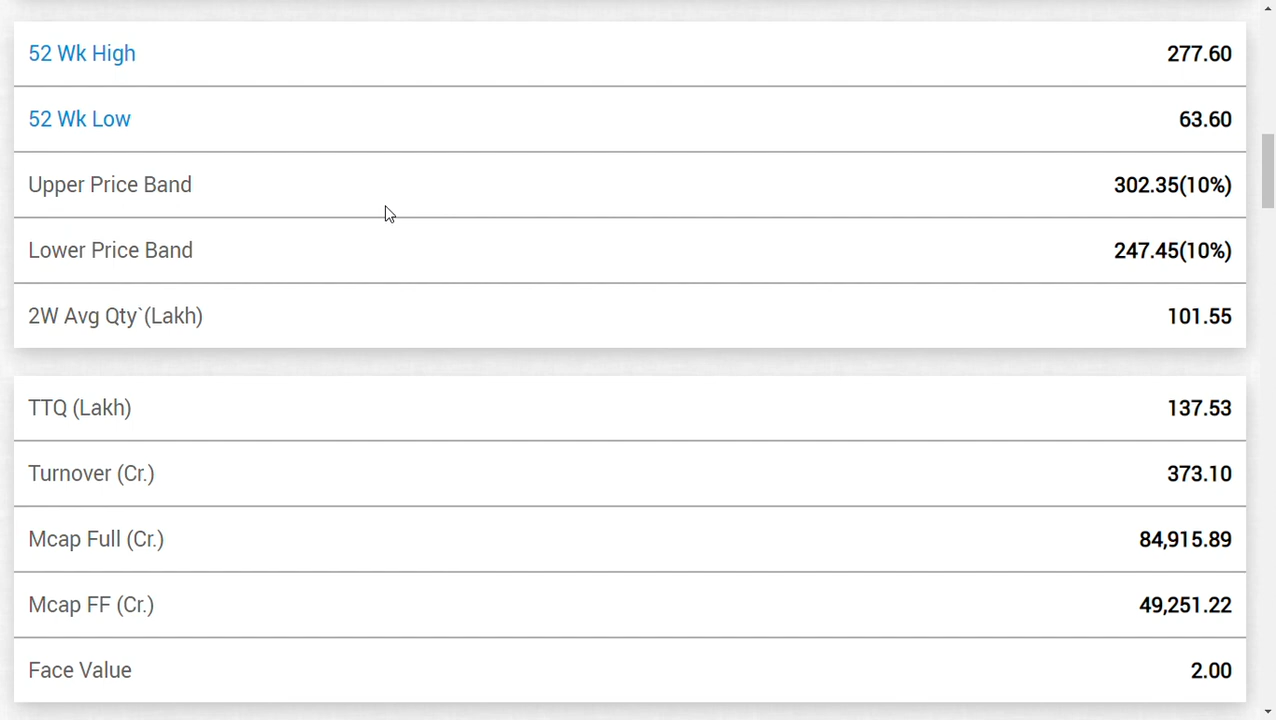 52 Wk High 277.60
52 Wk Low 63.60
Upper Price Band 302.35(10%)
Lower Price Band 247.45(10%)
2W Avg Qty`(Lakh) 101.55
TTQ (Lakh) 137.53
Turnover (Cr.) 373.10
Mcap Full (Cr.) 84,915.89
Mcap FF (Cr.) 49,251.22
Face Value 2.00